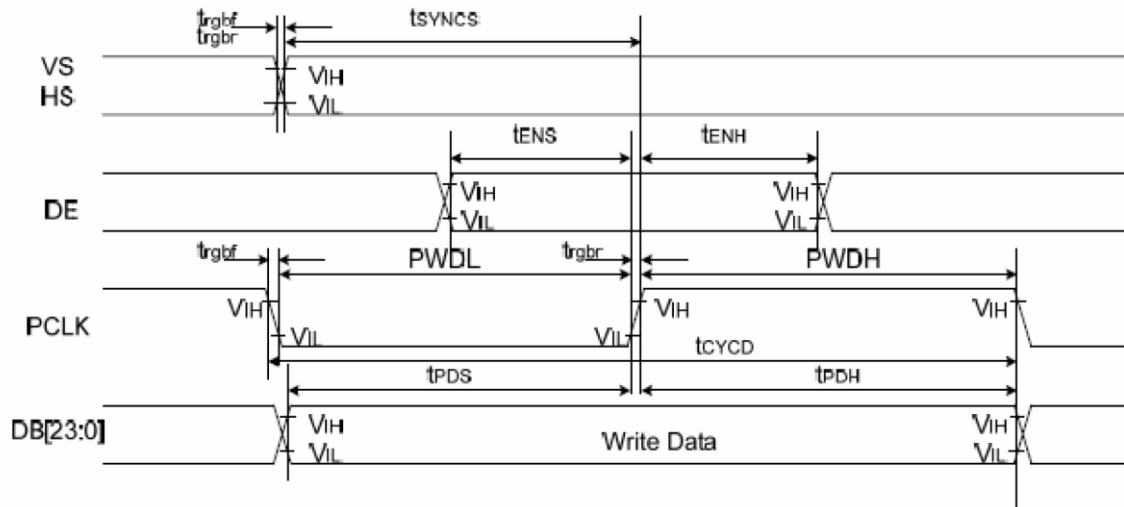 trgbf
trgbr
tSYNCS
VS
HS
VIH
VIL
tENS
tENH
DE
VIH
VIL
VIH
VIL
trgbf
PWDL
trgbr
PWDH
PCLK
VIH
VIL
VIL
VIH
VIH
tCYCD
tPDS
tPDH
DB[23:0]
VIH
VIL
Write Data
VIH
VIL